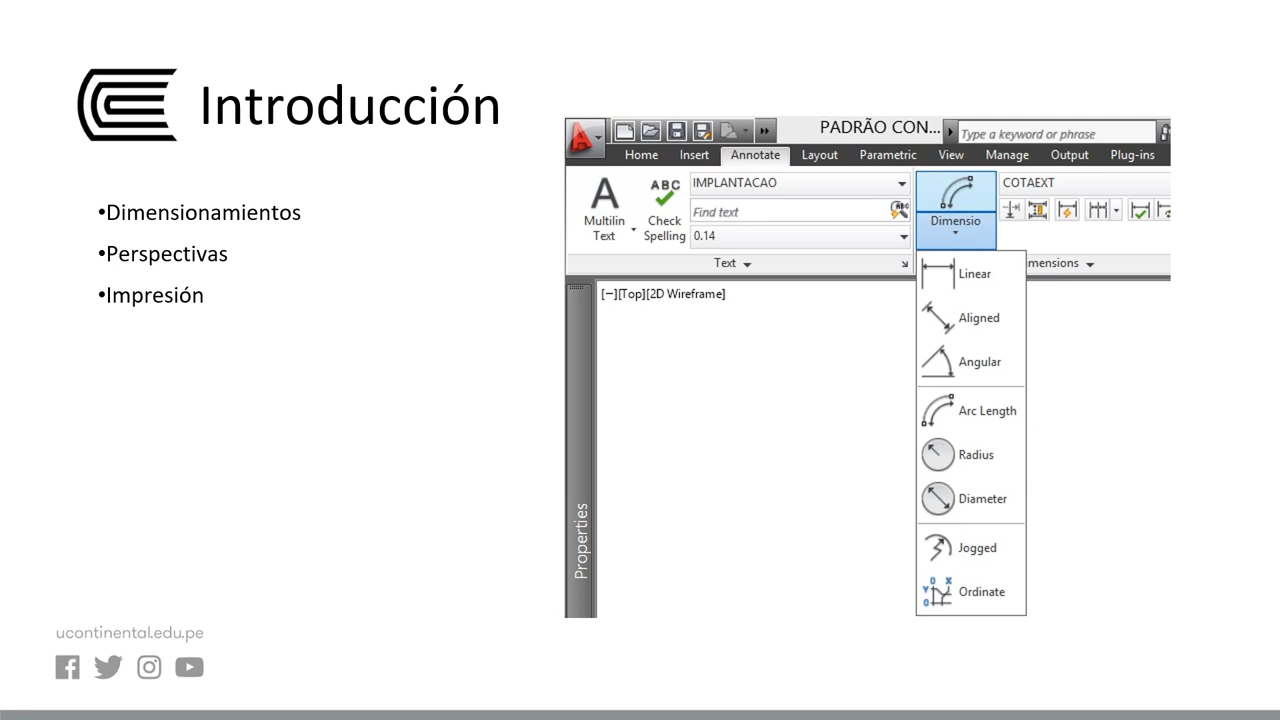 Introducción
•Dimensionamientos
•Perspectivas
•Impresión
PADRÃO CON...
Type a keyword or phrase
Home Insert Annotate Layout Parametric View Manage Output Plug-ins
A
Multilin
Text
ABC
Check
Spelling
IMPLANTACAO
Find text
ABC
0.14
Text
Dimensio
COTAEXT
mensions
[−][Top][2D Wireframe]
Linear
Aligned
Angular
Arc Length
Radius
Diameter
Jogged
O X
Y
O
Ordinate
Properties
ucontinental.edu.pe